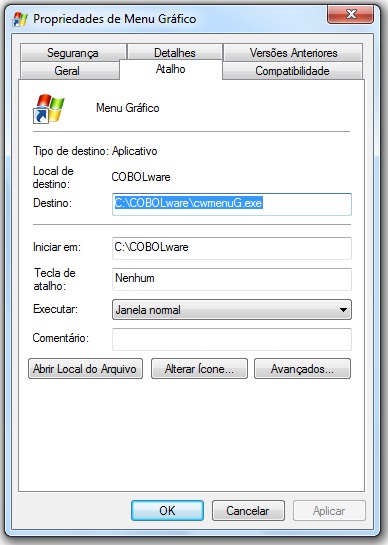 Propriedades de Menu Gráfico
Segurança Detalhes Versões Anteriores
Geral Atalho Compatibilidade
Menu Gráfico
Tipo de destino: Aplicativo
Local de
destino: COBOLware
Destino: C:\COBOLware\cwmenuG.exe
Iniciar em: C:\COBOLware
Tecla de
atalho: Nenhum
Executar: Janela normal
Comentário:
Abrir Local do Arquivo Alterar Ícone... Avançados...
OK Cancelar Aplicar